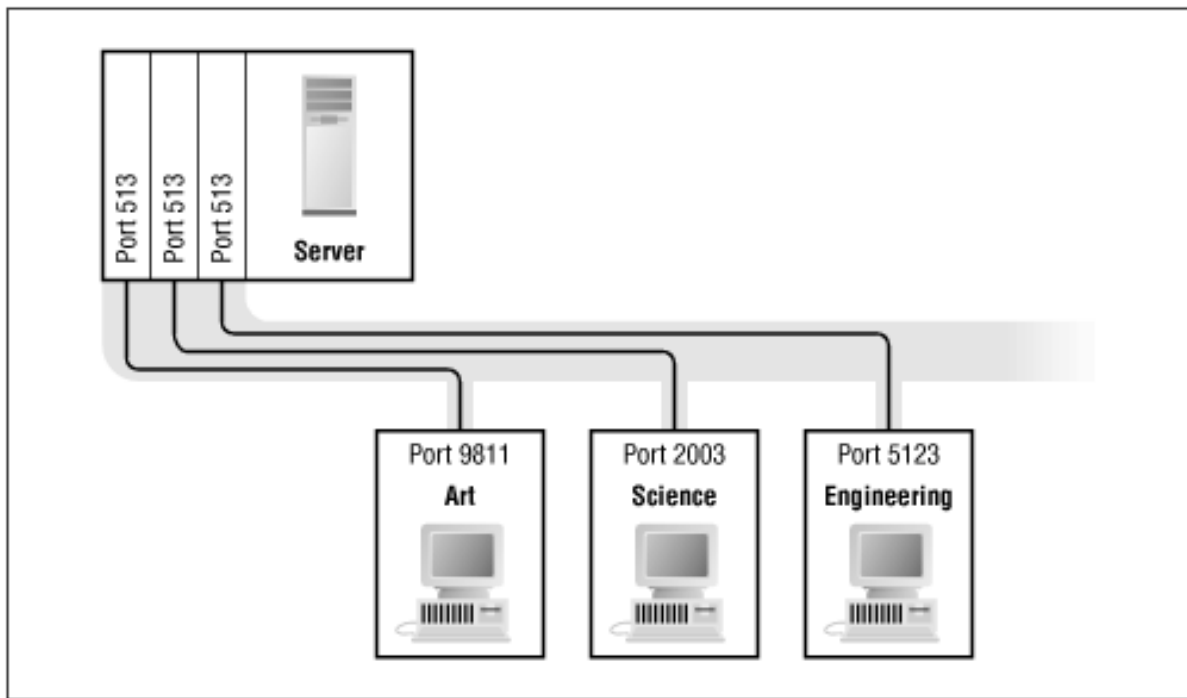 Port 513
Port 513
Port 513
Server
Port 9811
Art
Port 2003
Science
Port 5123
Engineering